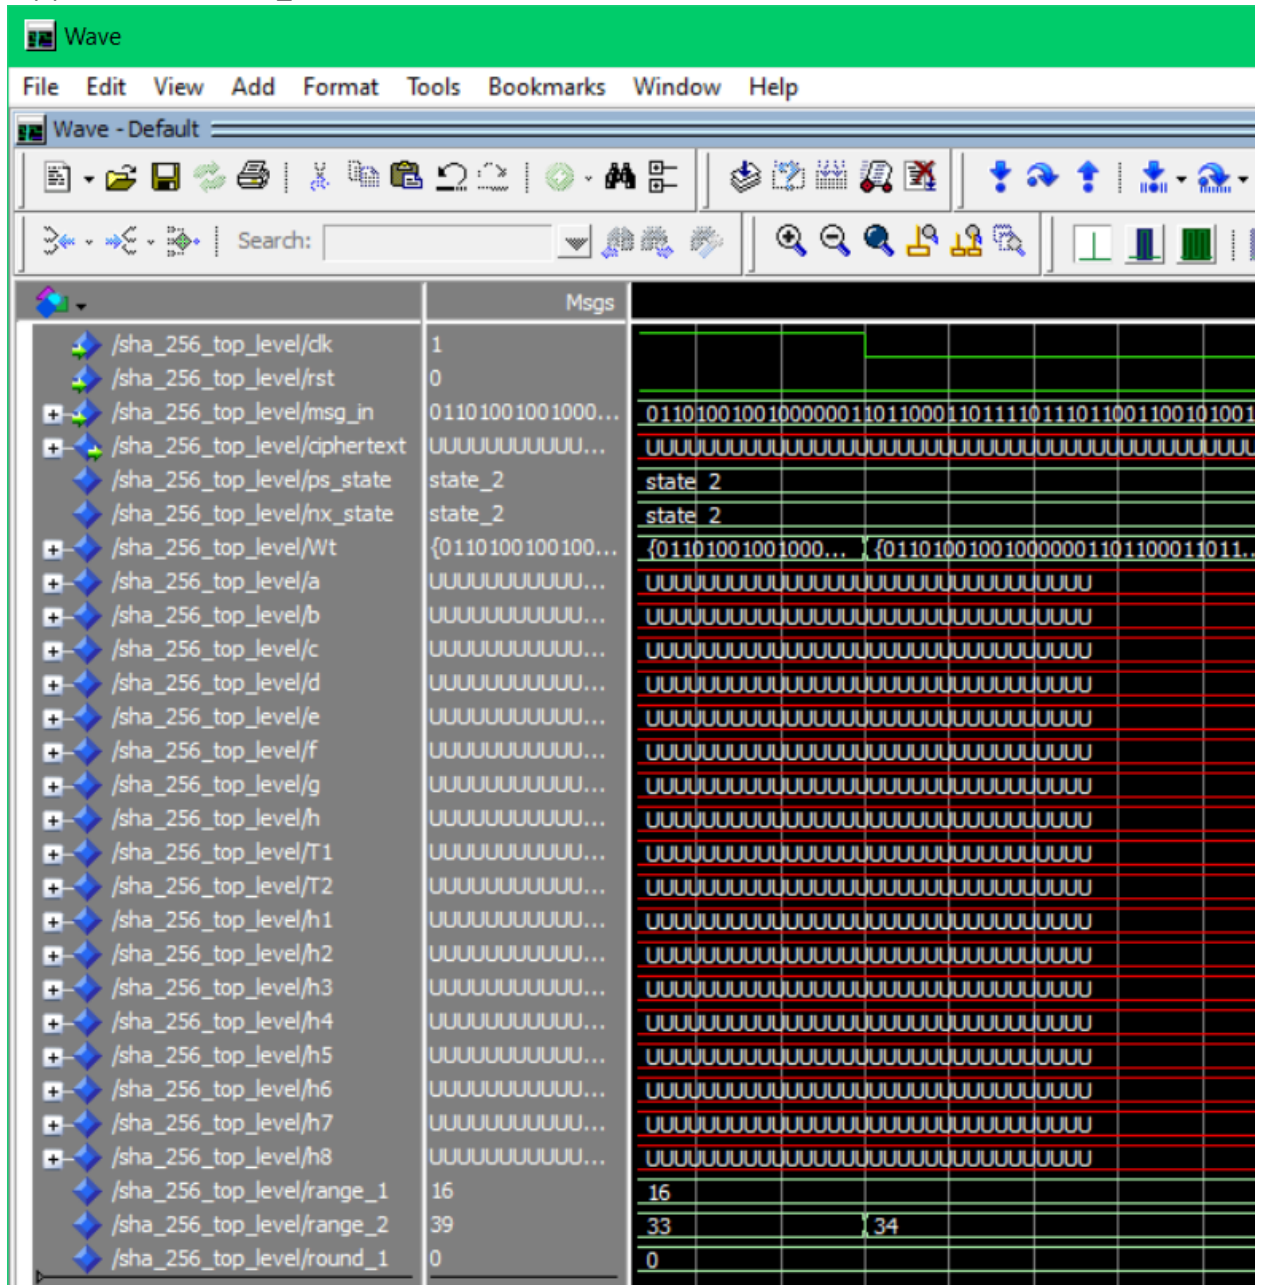 Wave
File Edit View Add Format Tools Bookmarks Window Help
Wave - Default
Search:
Msgs
/sha_256_top_level/clk 1
/sha_256_top_level/rst 0
/sha_256_top_level/msg_in 01101001001000... 
/sha_256_top_level/ciphertext UUUUUUUUUUU...
/sha_256_top_level/ps_state state_2 state_2
/sha_256_top_level/nx_state state_2 state_2
/sha_256_top_level/Wt {0110100100100... {0110100100100​0... {01101001001000000110110001101​1...
/sha_256_top_level/a UUUUUUUUUUU...
/sha_256_top_level/b UUUUUUUUUUU...
/sha_256_top_level/c UUUUUUUUUUU...
/sha_256_top_level/d UUUUUUUUUUU...
/sha_256_top_level/e UUUUUUUUUUU...
/sha_256_top_level/f UUUUUUUUUUU...
/sha_256_top_level/g UUUUUUUUUUU...
/sha_256_top_level/h UUUUUUUUUUU...
/sha_256_top_level/T1 UUUUUUUUUUU...
/sha_256_top_level/T2 UUUUUUUUUUU...
/sha_256_top_level/h1 UUUUUUUUUUU...
/sha_256_top_level/h2 UUUUUUUUUUU...
/sha_256_top_level/h3 UUUUUUUUUUU...
/sha_256_top_level/h4 UUUUUUUUUUU...
/sha_256_top_level/h5 UUUUUUUUUUU...
/sha_256_top_level/h6 UUUUUUUUUUU...
/sha_256_top_level/h7 UUUUUUUUUUU...
/sha_256_top_level/h8 UUUUUUUUUUU...
/sha_256_top_level/range_1 16 16
/sha_256_top_level/range_2 39 33 34
/sha_256_top_level/round_1 0 0